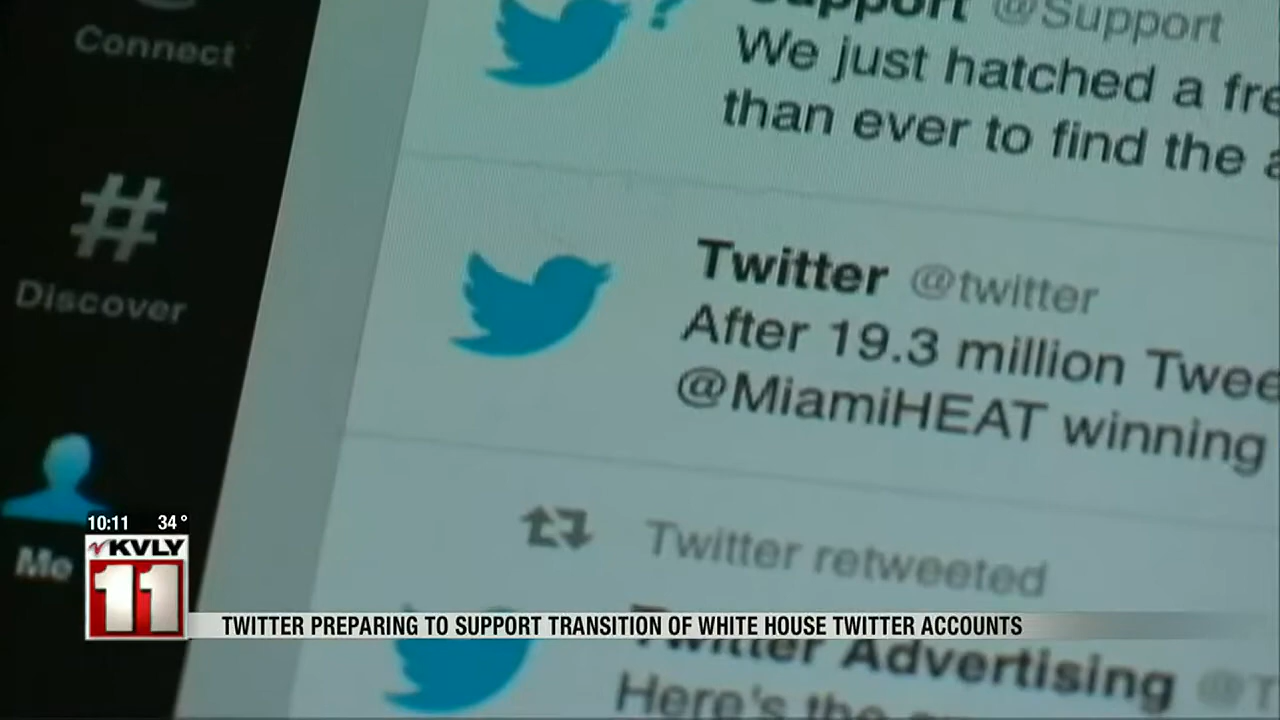 Connect
Support @Support
We just hatched a
than ever to find the
#
Discover
Twitter @twitter
After 19.3 million
@MiamiHEAT winning
Me
Twitter retweeted
Twitter Advertising
Here's the
10:11 34°
KVLY
11
TWITTER PREPARING TO SUPPORT TRANSITION OF WHITE HOUSE TWITTER ACCOUNTS